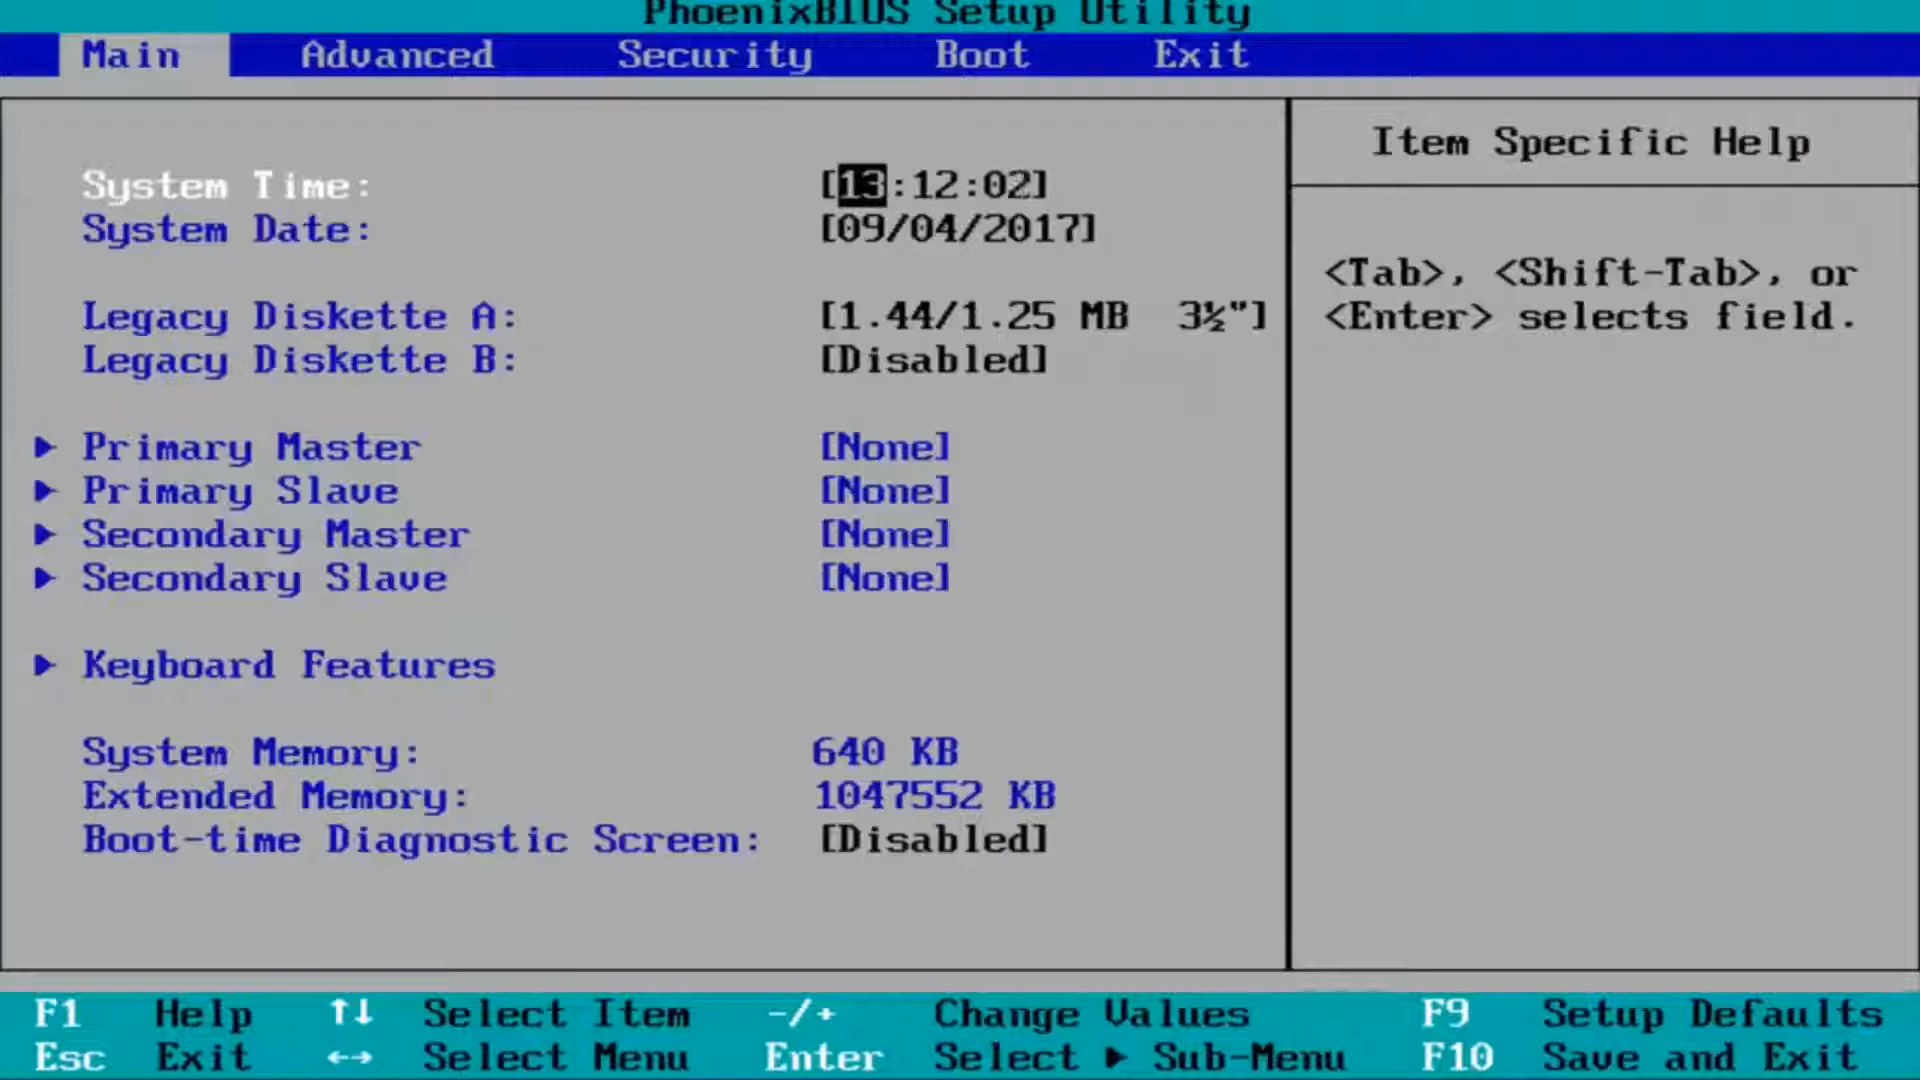 PhoenixBIOS Setup Utility
Main Advanced Security Boot Exit
System Time: [13:12:02]
System Date: [09/04/2017]
Legacy Diskette A: [1.44/1.25 MB 3½"]
Legacy Diskette B: [Disabled]
▶ Primary Master [None]
▶ Primary Slave [None]
▶ Secondary Master [None]
▶ Secondary Slave [None]
▶ Keyboard Features
System Memory: 640 KB
Extended Memory: 1047552 KB
Boot-time Diagnostic Screen: [Disabled]
Item Specific Help
<Tab>, <Shift-Tab>, or
<Enter> selects field.
F1 Help ↑↓ Select Item -/+ Change Values F9 Setup Defaults
Esc Exit ↔ Select Menu Enter Select ▶ Sub-Menu F10 Save and Exit